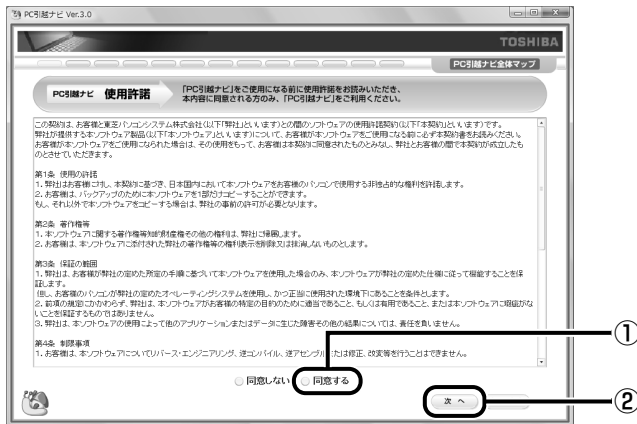 PC引越ナビ Ver.3.0
TOSHIBA
PC引越ナビ全体マップ
PC引越ナビ 使用許諾
「PC引越ナビ」をご使用になる前に使用許諾をお読みいただき、
本内容に同意される方のみ、「PC引越ナビ」をご利用ください。
この契約は、お客様と東芝パソコンシステム株式会社(以下「弊社」といいます)との間のソフトウェアの使用許諾契約(以下「本契約」といいます)です。
弊社が提供する本ソフトウェア製品(以下「本ソフトウェア」といいます)について、お客様が本ソフトウェアをご使用になる前に必ず本契約書をお読みください。
お客様が本ソフトウェアをご使用になられた場合は、その使用をもって、お客様は本契約に同意されたものとみなし、弊社とお客様の間で本契約が成立したも
のとさせていただきます。
第1条 使用の許諾
1. 弊社はお客様に対し、本契約に基づき、日本国内において本ソフトウェアをお客様のパソコンで使用する非独占的な権利を許諾します。
2. お客様は、バックアップのために本ソフトウェアを1部だけコピーすることができます。
もし、それ以外で本ソフトウェアをコピーする場合は、弊社の事前の許可が必要となります。
第2条 著作権等
1. 本ソフトウェアに関する著作権等知的財産権その他の権利は、弊社に帰属します。
2. お客様は、本ソフトウェアに添付された弊社の著作権等の権利表示を削除又は抹消しないものとします。
第3条 保証の範囲
1. 弊社は、お客様が弊社の定めた所定の手順に基づいて本ソフトウェアを使用した場合のみ、本ソフトウェアが弊社の定めた仕様に従って機能することを保
証します。
但し、お客様のパソコンが弊社の定めたオペレーティングシステムを使用し、かつ正当に使用された環境下にあることを条件とします。
2. 前項の規定にかかわらず、弊社は、本ソフトウェアがお客様の特定の目的のために適当であること、もしくは有用であること、または本ソフトウェアに瑕疵がな
いことを保証するものではありません。
3. 弊社は、本ソフトウェアの使用によって他のアプリケーションまたはデータに生じた障害その他の結果については、責任を負いません。
第4条 制限事項
1. お客様は、本ソフトウェアについてリバース・エンジニアリング、逆コンパイル、逆アセンブル、または修正、改変等を行うことはできません。
同意しない 同意する
①
次 へ
②